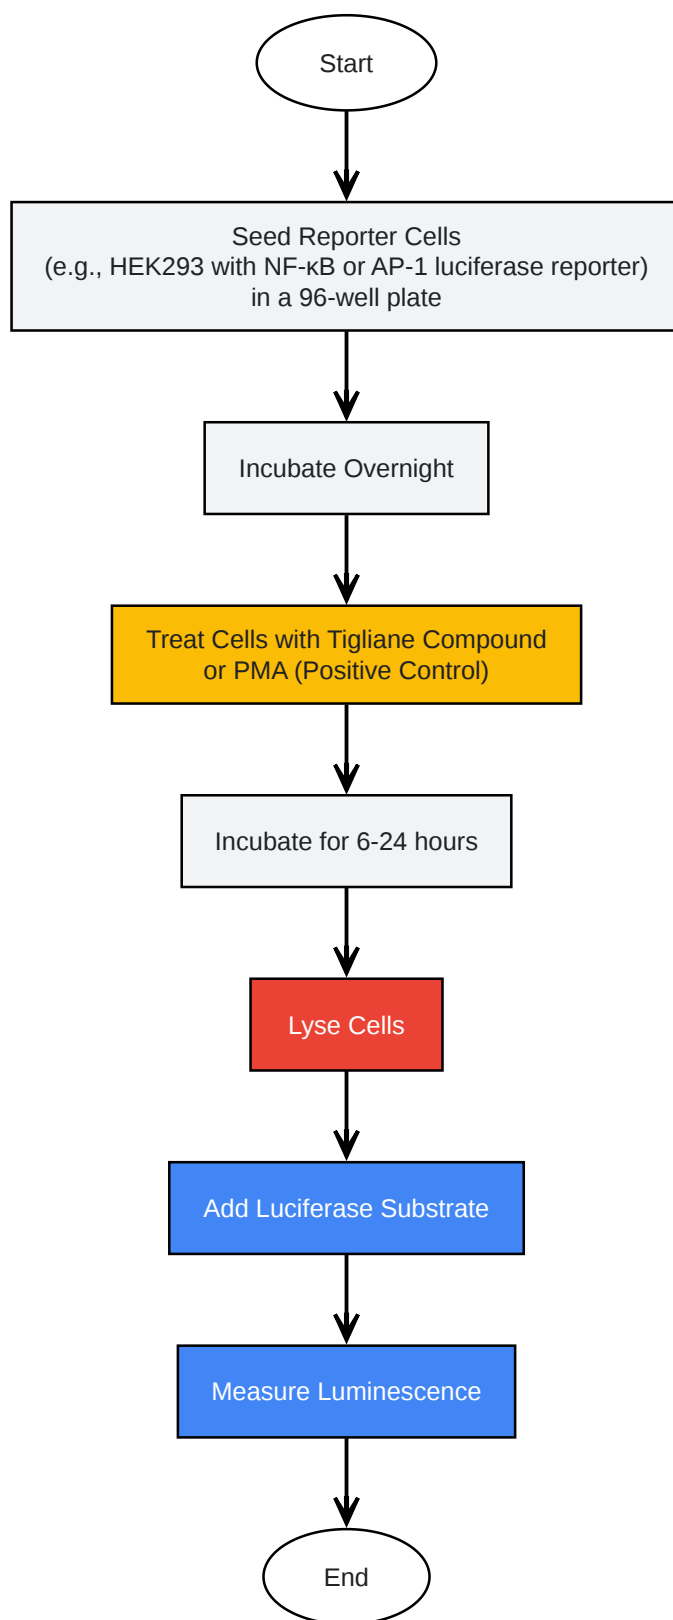 Start
Seed Reporter Cells
(e.g., HEK293 with NF-κB or AP-1 luciferase reporter)
in a 96-well plate
Incubate Overnight
Treat Cells with Tigliane Compound
or PMA (Positive Control)
Incubate for 6-24 hours
Lyse Cells
Add Luciferase Substrate
Measure Luminescence
End